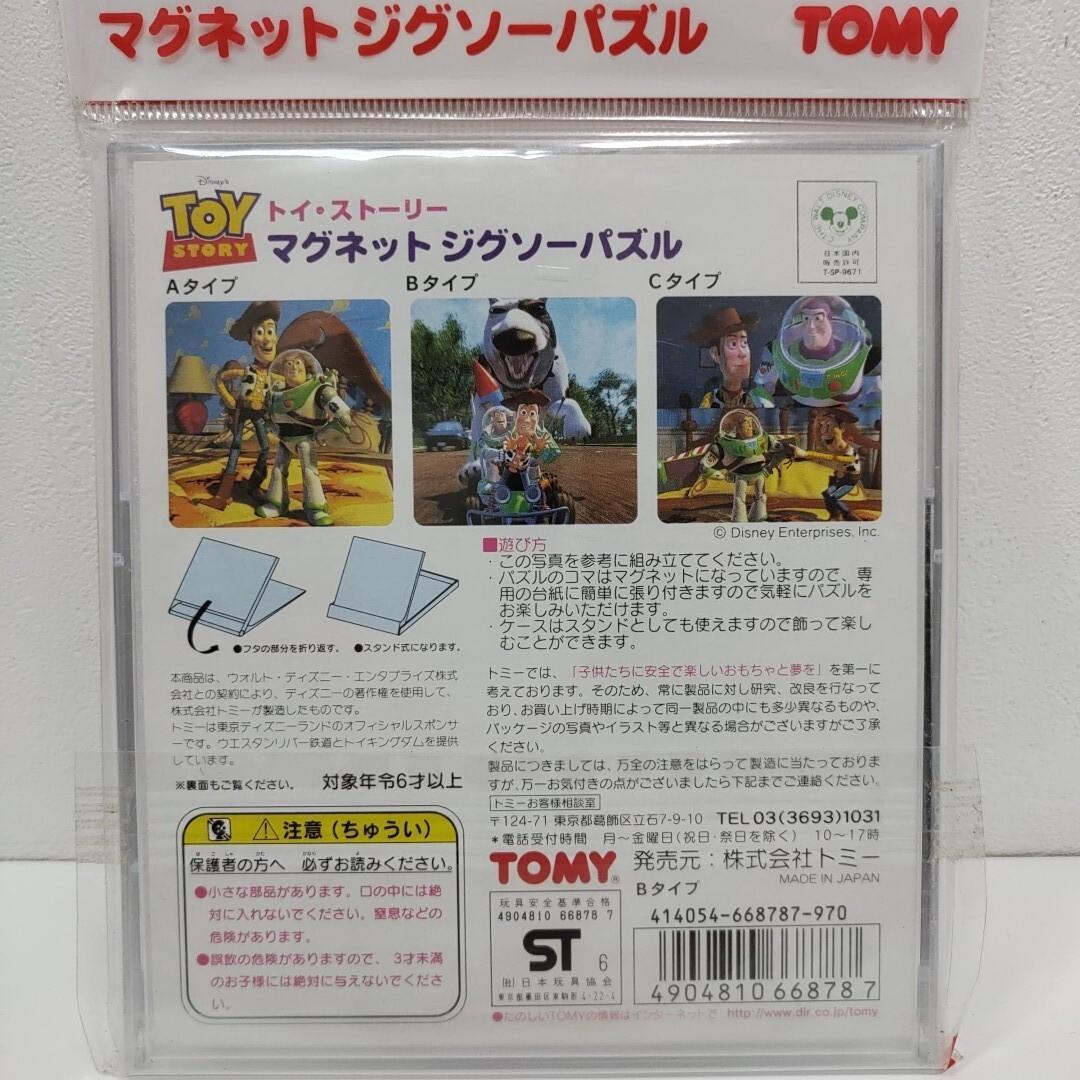 マグネット ジグソーパズル TOMY
Disney's
TOY
STORY
トイ・ストーリー
マグネット ジグソーパズル
THE WALT DISNEY COMPANY
日本国内
販売許可
T-SP-9671
Aタイプ
Bタイプ
Cタイプ
© Disney Enterprises, Inc.
●フタの部分を折り返す。 ●スタンド式になります。
■遊び方
・この写真を参考に組み立ててください。
・パズルのコマはマグネットになっていますので、専
用の台紙に簡単に張り付きますので気軽にパズルを
お楽しみいただけます。
・ケースはスタンドとしても使えますので飾って楽し
むことができます。
本商品は、ウォルト・ディズニー・エンタプライズ株式
会社との契約により、ディズニーの著作権を使用して、
株式会社トミーが製造したものです。
トミーは東京ディズニーランドのオフィシャルスポンサ
ーです。ウエスタンリバー鉄道とトイキングダムを提供
しています。
※裏面もご覧ください。 対象年令6才以上
トミーでは、「子供たちに安全で楽しいおもちゃと夢を」を第一に
考えております。そのため、常に製品に対し研究、改良を行なって
おり、お買い上げ時期によって同一製品の中にも多少異なるものや、
パッケージの写真やイラスト等と異なる場合がございますがご了承
ください。
製品につきましては、万全の注意をはらって製造に当たっております
が、万一お気付きの点がございましたら下記までご連絡ください。
トミーお客様相談室
〒124-71 東京都葛飾区立石7-9-10 TEL03(3693)1031
*電話受付時間 月〜金曜日(祝日・祭日を除く) 10〜17時
TOMY® 発売元：株式会社トミー
MADE IN JAPAN
Bタイプ
注意(ちゅうい)
保護者の方へ 必ずお読みください。
●小さな部品があります。口の中には絶
対に入れないでください。窒息などの
危険があります。
●誤飲の危険がありますので、3才未満
のお子様には絶対に与えないでくださ
い。
玩具安全基準合格
4904810 66878 7
ST 6
(社)日本玩具協会
東京都墨田区東駒形4-22-4
414054-668787-970
4904810668787
●たのしいTOMYの情報はインターネットで http://www.dir.co.jp/tomy